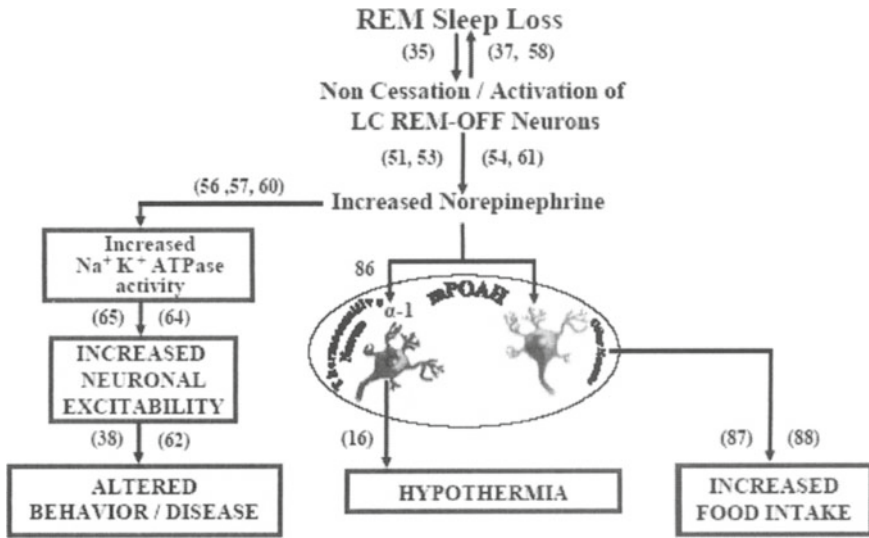 REM Sleep Loss
(35) (37, 58)
Non Cessation / Activation of
LC REM-OFF Neurons
(51, 53) (54, 61)
(56 ,57, 60)
Increased Norepinephrine
Increased
Na⁺ K⁺ ATPase
activity
86
mPOAH
α-1
Thermosensitive
Neuron
(65) (64)
INCREASED
NEURONAL
EXCITABILITY
(38) (62)
(16)
(87) (88)
ALTERED
BEHAVIOR / DISEASE
HYPOTHERMIA
INCREASED
FOOD INTAKE